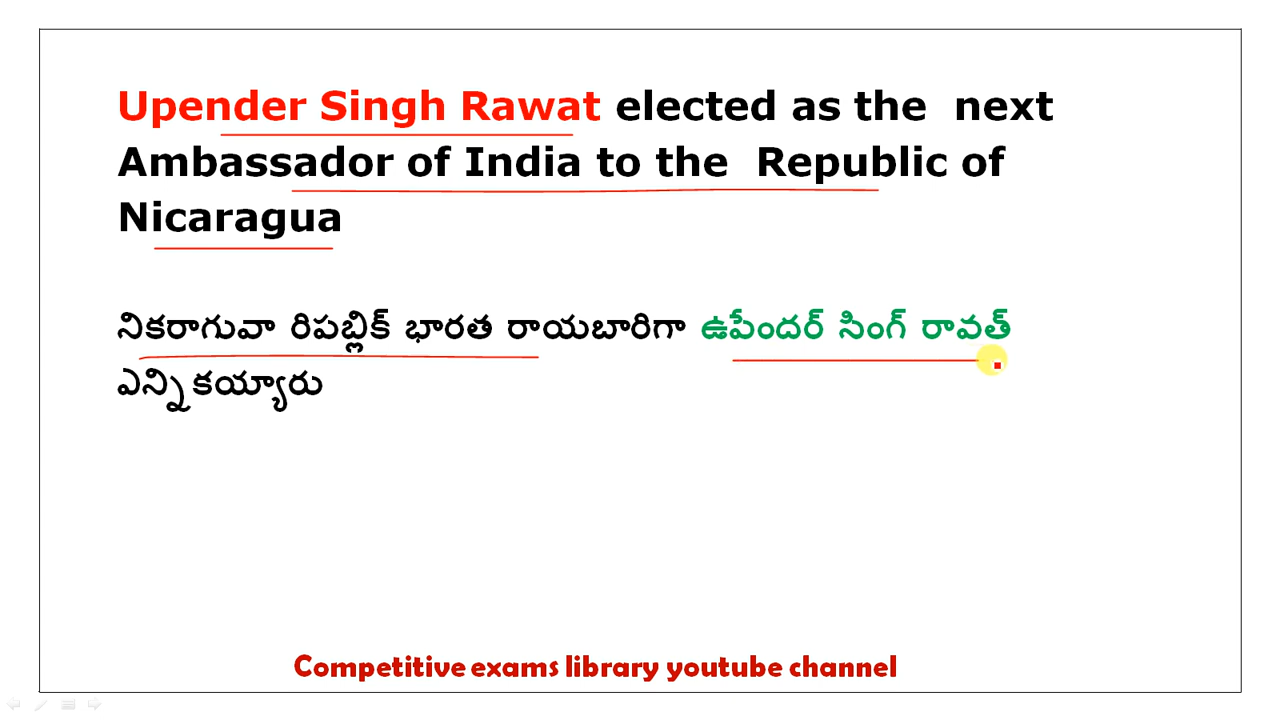 Upender Singh Rawat elected as the next
Ambassador of India to the Republic of
Nicaragua
నికరాగువా రిపబ్లిక్ భారత రాయబారిగా ఉపేందర్ సింగ్ రావత్
ఎన్నికయ్యారు
Competitive exams library youtube channel